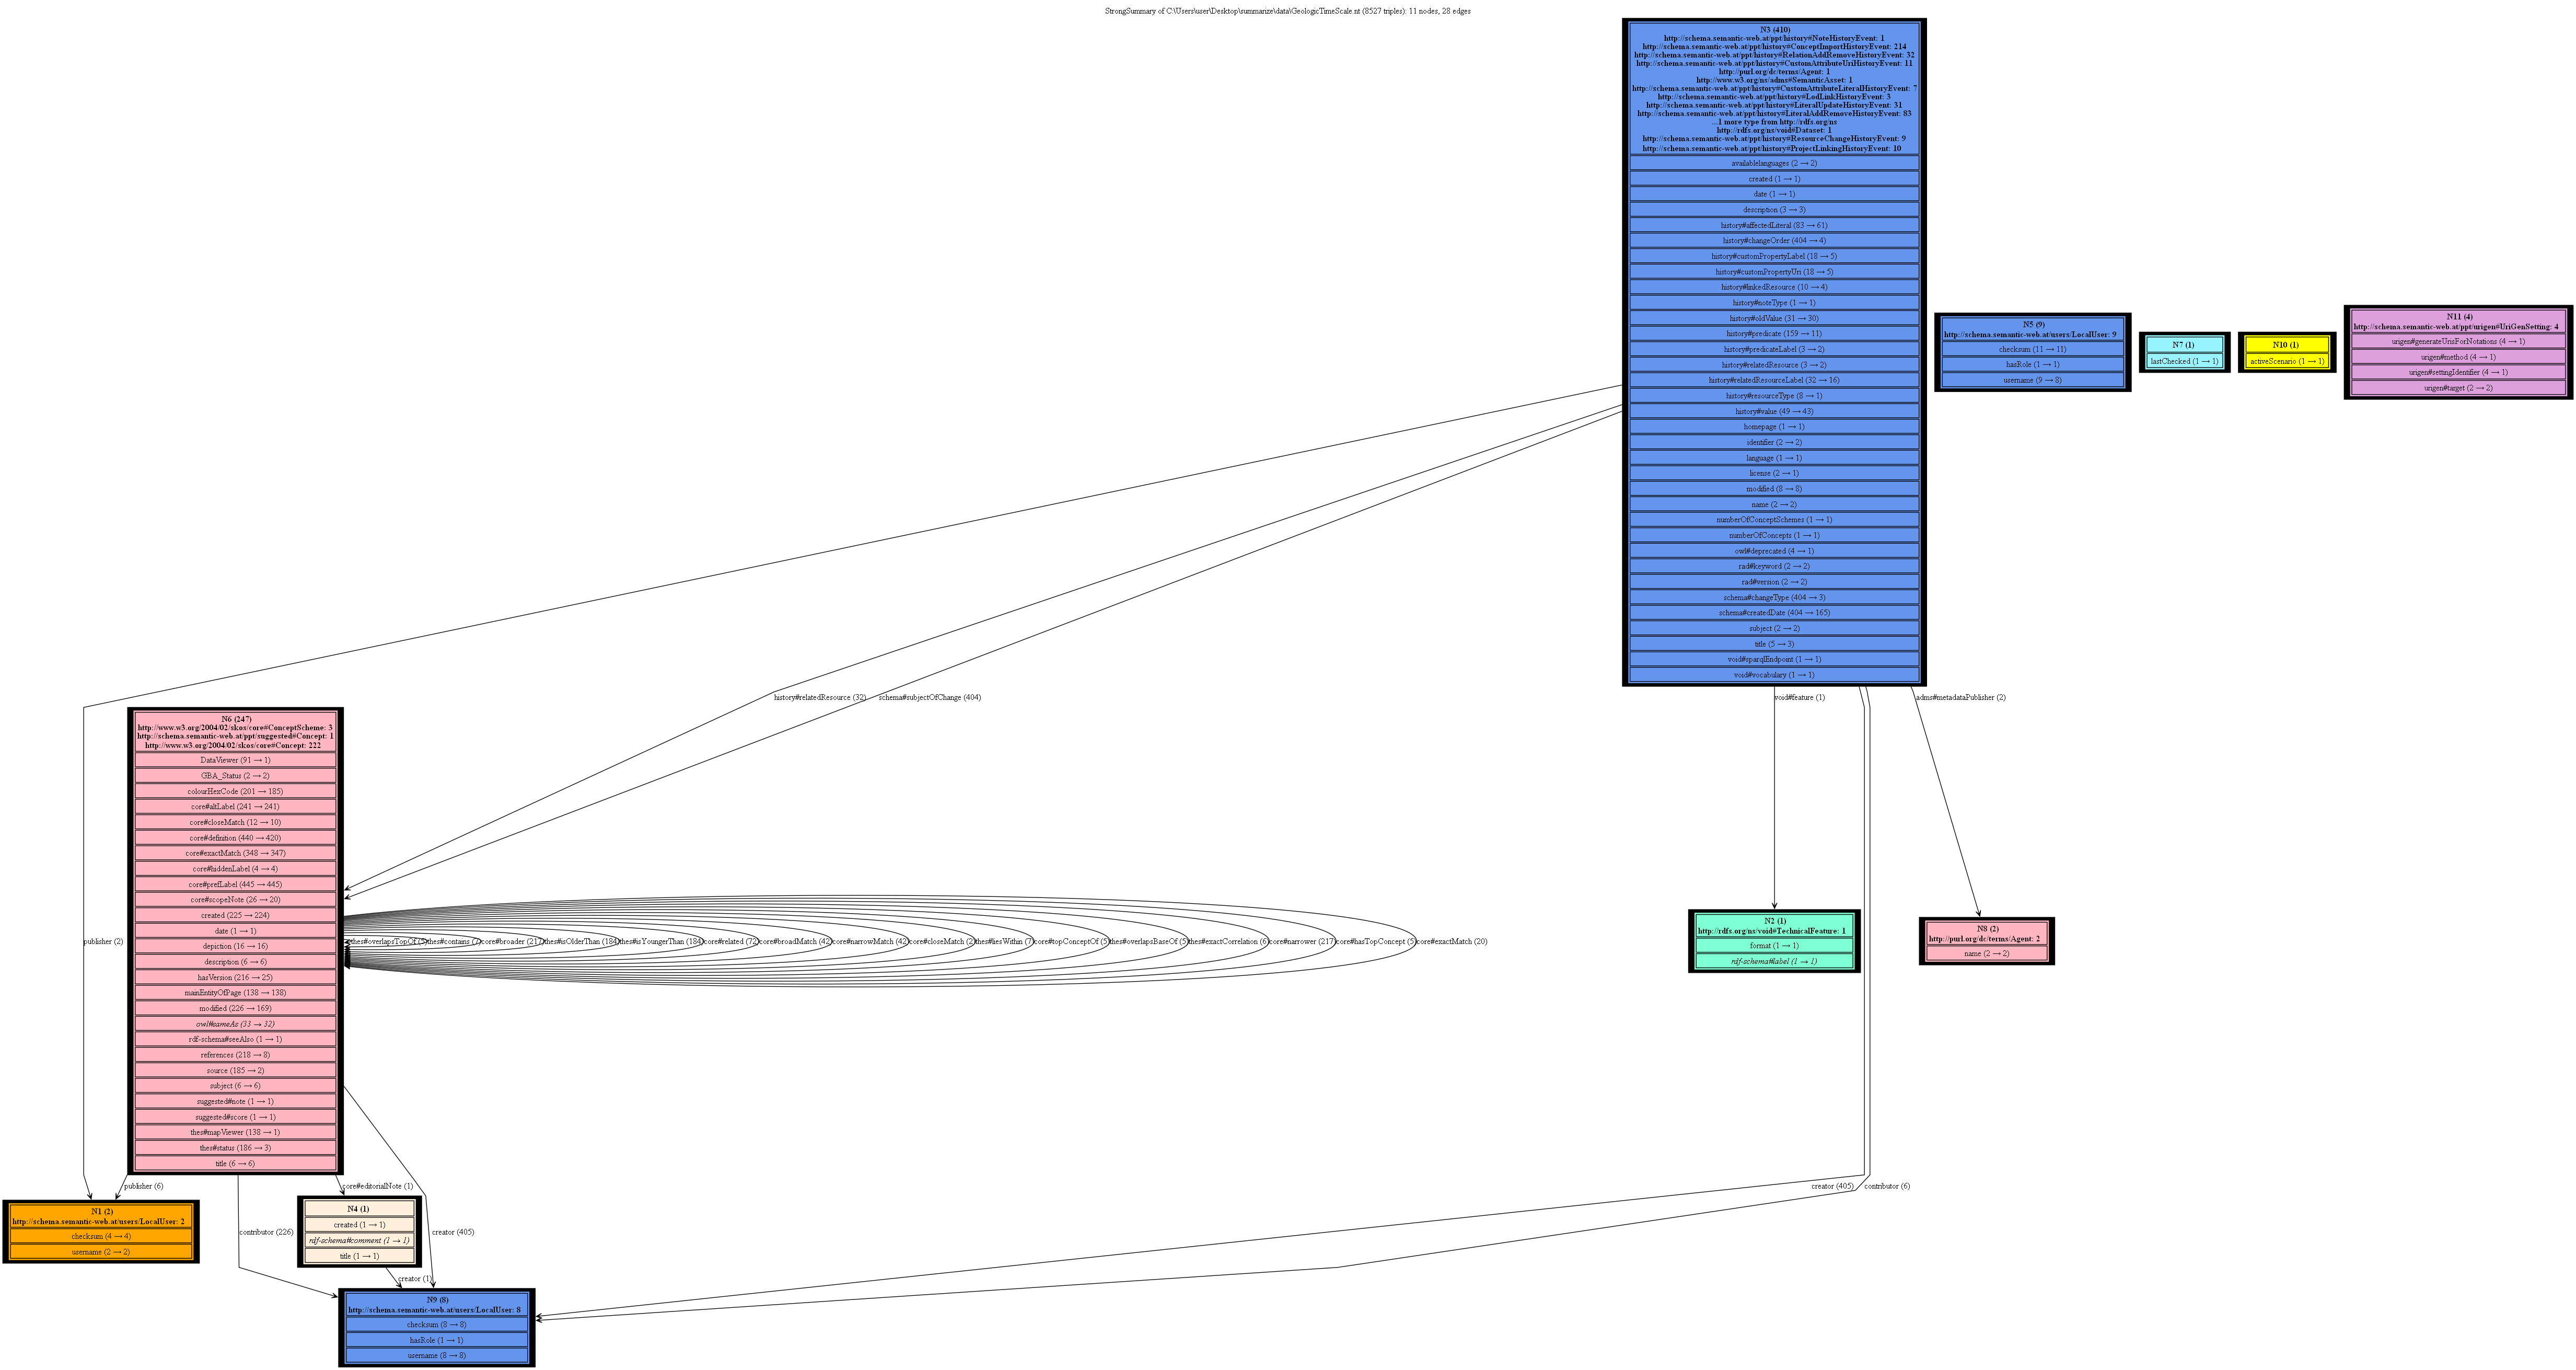 StrongSummary of C:\Users\user\Desktop\summarize\data\GeologicTimeScale.nt (8527 triples): 11 nodes, 28 edges
N3 (410)
http://schema.semantic-web.at/ppt/history#NoteHistoryEvent: 1
http://schema.semantic-web.at/ppt/history#ConceptImportHistoryEvent: 214
http://schema.semantic-web.at/ppt/history#RelationAddRemoveHistoryEvent: 32
http://schema.semantic-web.at/ppt/history#CustomAttributeUriHistoryEvent: 11
http://purl.org/dc/terms/Agent: 1
http://www.w3.org/ns/adms#SemanticAsset: 1
http://schema.semantic-web.at/ppt/history#CustomAttributeLiteralHistoryEvent: 7
http://schema.semantic-web.at/ppt/history#LodLinkHistoryEvent: 3
http://schema.semantic-web.at/ppt/history#LiteralUpdateHistoryEvent: 31
http://schema.semantic-web.at/ppt/history#LiteralAddRemoveHistoryEvent: 83
...1 more type from http://rdfs.org/ns
http://rdfs.org/ns/void#Dataset: 1
http://schema.semantic-web.at/ppt/history#ResourceChangeHistoryEvent: 9
http://schema.semantic-web.at/ppt/history#ProjectLinkingHistoryEvent: 10
availablelanguages (2 → 2)
created (1 → 1)
date (1 → 1)
description (3 → 3)
history#affectedLiteral (83 → 61)
history#changeOrder (404 → 4)
history#customPropertyLabel (18 → 5)
history#customPropertyUri (18 → 5)
history#linkedResource (10 → 4)
history#noteType (1 → 1)
history#oldValue (31 → 30)
history#predicate (159 → 11)
history#predicateLabel (3 → 2)
history#relatedResource (3 → 2)
history#relatedResourceLabel (32 → 16)
history#resourceType (8 → 1)
history#value (49 → 43)
homepage (1 → 1)
identifier (2 → 2)
language (1 → 1)
license (2 → 1)
modified (8 → 8)
name (2 → 2)
numberOfConceptSchemes (1 → 1)
numberOfConcepts (1 → 1)
owl#deprecated (4 → 1)
rad#keyword (2 → 2)
rad#version (2 → 2)
schema#changeType (404 → 3)
schema#createdDate (404 → 165)
subject (2 → 2)
title (5 → 3)
void#sparqlEndpoint (1 → 1)
void#vocabulary (1 → 1)
N5 (9)
http://schema.semantic-web.at/users/LocalUser: 9
checksum (11 → 11)
hasRole (1 → 1)
username (9 → 8)
N7 (1)
lastChecked (1 → 1)
N10 (1)
activeScenario (1 → 1)
N11 (4)
http://schema.semantic-web.at/ppt/urigen#UriGenSetting: 4
urigen#generateUrisForNotations (4 → 1)
urigen#method (4 → 1)
urigen#settingIdentifier (4 → 1)
urigen#target (2 → 2)
history#relatedResource (32)
schema#subjectOfChange (404)
void#feature (1)
adms#metadataPublisher (2)
N6 (247)
http://www.w3.org/2004/02/skos/core#ConceptScheme: 3
http://schema.semantic-web.at/ppt/suggested#Concept: 1
http://www.w3.org/2004/02/skos/core#Concept: 222
DataViewer (91 → 1)
GBA_Status (2 → 2)
colourHexCode (201 → 185)
core#altLabel (241 → 241)
core#closeMatch (12 → 10)
core#definition (440 → 420)
core#exactMatch (348 → 347)
core#hiddenLabel (4 → 4)
core#prefLabel (445 → 445)
core#scopeNote (26 → 20)
created (225 → 224)
date (1 → 1)
depiction (16 → 16)
description (6 → 6)
hasVersion (216 → 25)
mainEntityOfPage (138 → 138)
modified (226 → 169)
owl#sameAs (33 → 32)
rdf-schema#seeAlso (1 → 1)
references (218 → 8)
source (185 → 2)
subject (6 → 6)
suggested#note (1 → 1)
suggested#score (1 → 1)
thes#mapViewer (138 → 1)
thes#status (186 → 3)
title (6 → 6)
publisher (2)
thes#overlapsTopOf (5)
thes#contains (7)
core#broader (217)
thes#isOlderThan (184)
thes#isYoungerThan (184)
core#related (72)
core#broadMatch (42)
core#narrowMatch (42)
core#closeMatch (2)
thes#liesWithin (7)
core#topConceptOf (5)
thes#overlapsBaseOf (5)
thes#exactCorrelation (6)
core#narrower (217)
core#hasTopConcept (5)
core#exactMatch (20)
N2 (1)
http://rdfs.org/ns/void#TechnicalFeature: 1
format (1 → 1)
rdf-schema#label (1 → 1)
N8 (2)
http://purl.org/dc/terms/Agent: 2
name (2 → 2)
publisher (6)
core#editorialNote (1)
creator (405)
contributor (6)
N1 (2)
http://schema.semantic-web.at/users/LocalUser: 2
checksum (4 → 4)
username (2 → 2)
contributor (226)
N4 (1)
created (1 → 1)
rdf-schema#comment (1 → 1)
title (1 → 1)
creator (405)
creator (1)
N9 (8)
http://schema.semantic-web.at/users/LocalUser: 8
checksum (8 → 8)
hasRole (1 → 1)
username (8 → 8)